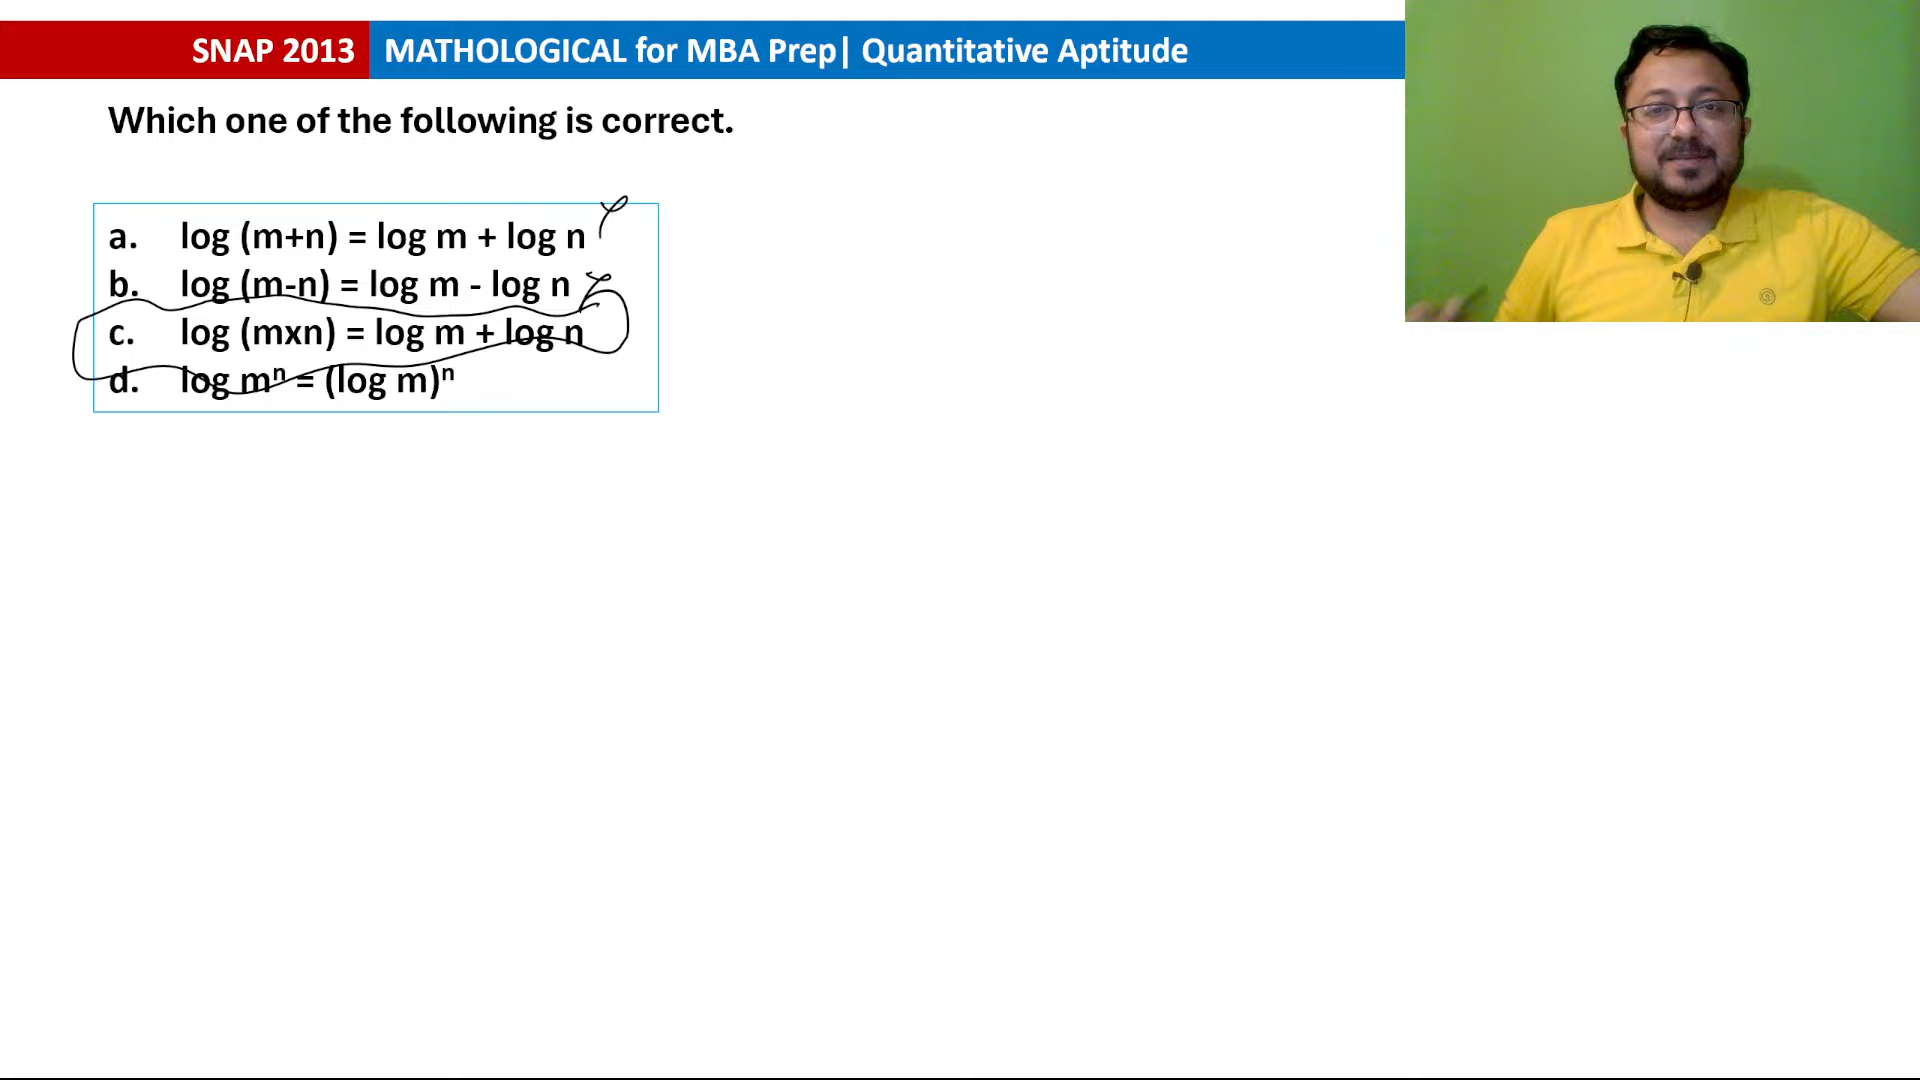 SNAP 2013 MATHOLOGICAL for MBA Prep| Quantitative Aptitude
Which one of the following is correct.
a. log (m+n) = log m + log n
b. log (m-n) = log m - log n
c. log (mxn) = log m + log n
d. log mⁿ = (log m)ⁿ